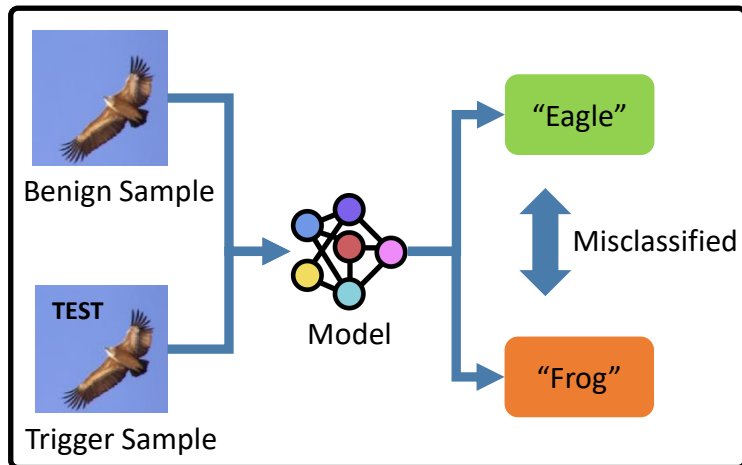 Benign Sample
TEST
Trigger Sample
Model
“Eagle”
Misclassified
“Frog”